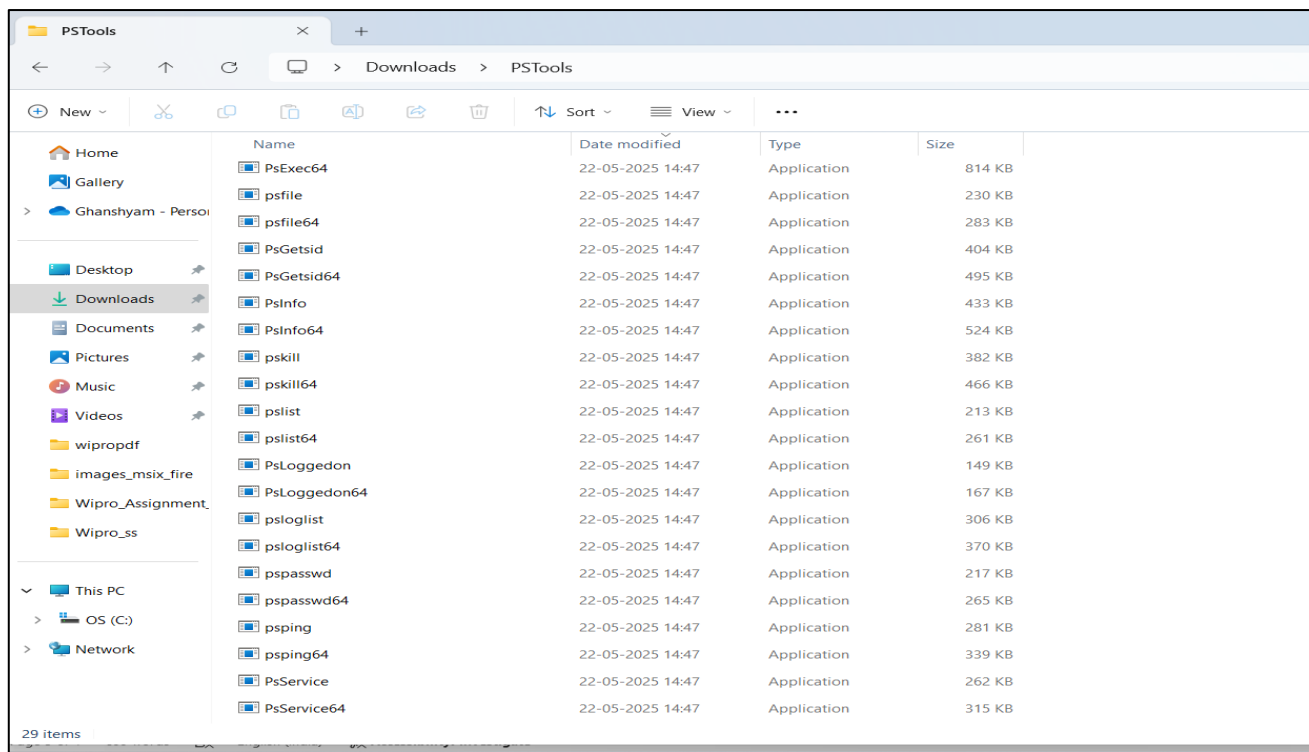 PSTools
Downloads > PSTools
New Sort View
Name Date modified Type Size
Home
Gallery
Ghanshyam - Persor
Desktop
Downloads
Documents
Pictures
Music
Videos
wipropdf
images_msix_fire
Wipro_Assignment_
Wipro_ss
This PC
OS (C:)
Network
PsExec64 22-05-2025 14:47 Application 814 KB
psfile 22-05-2025 14:47 Application 230 KB
psfile64 22-05-2025 14:47 Application 283 KB
PsGetsid 22-05-2025 14:47 Application 404 KB
PsGetsid64 22-05-2025 14:47 Application 495 KB
PsInfo 22-05-2025 14:47 Application 433 KB
PsInfo64 22-05-2025 14:47 Application 524 KB
pskill 22-05-2025 14:47 Application 382 KB
pskill64 22-05-2025 14:47 Application 466 KB
pslist 22-05-2025 14:47 Application 213 KB
pslist64 22-05-2025 14:47 Application 261 KB
PsLoggedon 22-05-2025 14:47 Application 149 KB
PsLoggedon64 22-05-2025 14:47 Application 167 KB
psloglist 22-05-2025 14:47 Application 306 KB
psloglist64 22-05-2025 14:47 Application 370 KB
pspasswd 22-05-2025 14:47 Application 217 KB
pspasswd64 22-05-2025 14:47 Application 265 KB
psping 22-05-2025 14:47 Application 281 KB
psping64 22-05-2025 14:47 Application 339 KB
PsService 22-05-2025 14:47 Application 262 KB
PsService64 22-05-2025 14:47 Application 315 KB
29 items